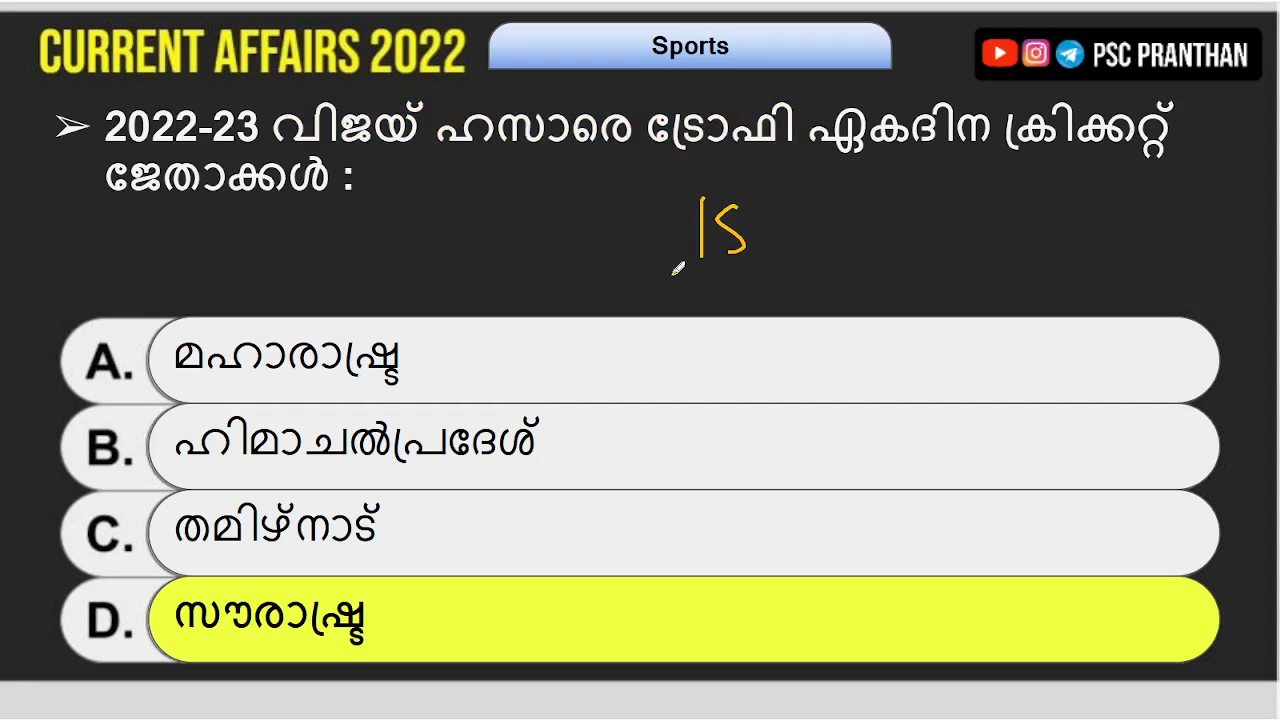 CURRENT AFFAIRS 2022
Sports
PSC PRANTHAN
➢ 2022-23 വിജയ് ഹസാരെ ട്രോഫി ഏകദിന ക്രിക്കറ്റ്
ജേതാക്കൾ :
15
A. മഹാരാഷ്ട്ര
B. ഹിമാചൽപ്രദേശ്
C. തമിഴ്നാട്
D. സൗരാഷ്ട്ര